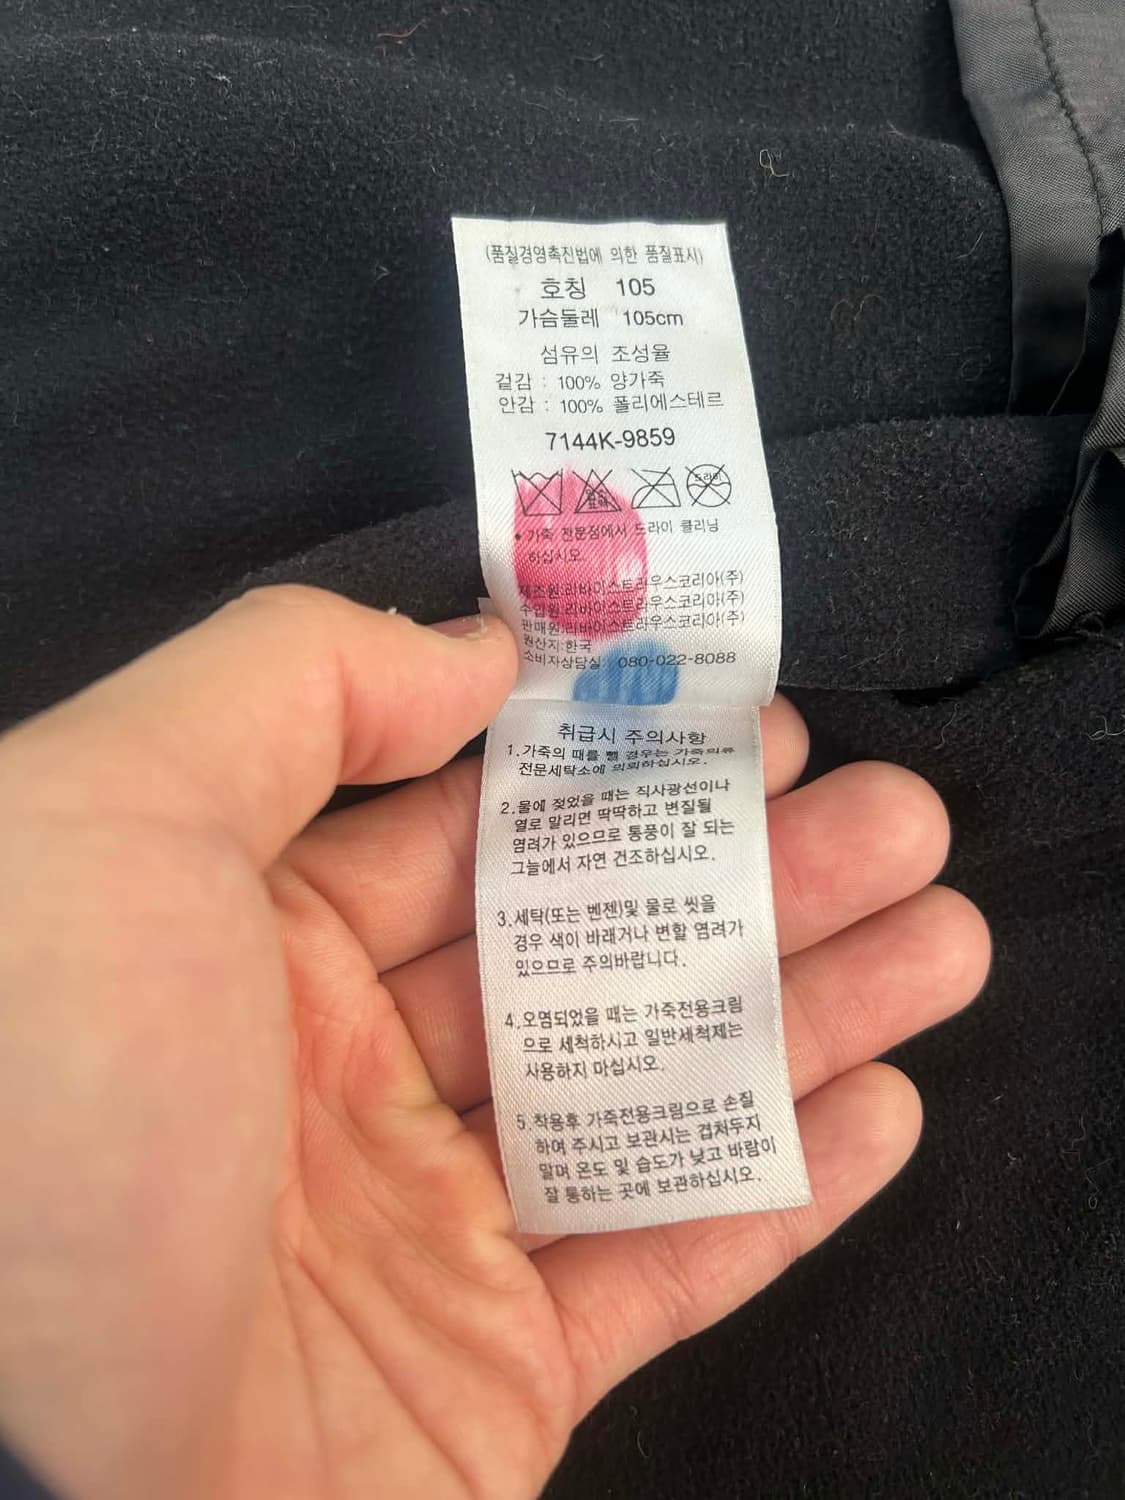 (품질경영촉진법에 의한 품질표시)
호칭 105
가슴둘레 105cm
섬유의 조성율
겉감 : 100% 양가죽
안감 : 100% 폴리에스테르
7144K-9859
드라이
• 가죽 전문점에서 드라이 클리닝
하십시오.
제조원:리바이스트라우스코리아(주)
수입원:리바이스트라우스코리아(주)
판매원:리바이스트라우스코리아(주)
원산지:한국
소비자상담실: 080-022-8088
취급시 주의사항
1.가죽의 때를 뺄 경우는 가죽의류
전문세탁소에 의뢰하십시오.
2.물에 젖었을 때는 직사광선이나
열로 말리면 딱딱하고 변질될
염려가 있으므로 통풍이 잘 되는
그늘에서 자연 건조하십시오.
3.세탁(또는 벤젠)및 물로 씻을
경우 색이 바래거나 변할 염려가
있으므로 주의바랍니다.
4.오염되었을 때는 가죽전용크림
으로 세척하시고 일반세척제는
사용하지 마십시오.
5.착용후 가죽전용크림으로 손질
하여 주시고 보관시는 겹쳐두지
말며 온도 및 습도가 낮고 바람이
잘 통하는 곳에 보관하십시오.